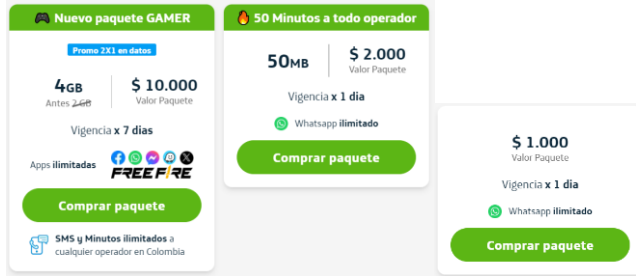 Nuevo paquete GAMER
Promo 2X1 en datos
4GB
Antes 2 GB
$ 10.000
Valor Paquete
Vigencia x 7 dias
Apps ilimitadas
FREE FIRE
Comprar paquete
SMS y Minutos ilimitados a
cualquier operador en Colombia
50 Minutos a todo operador
50MB
$ 2.000
Valor Paquete
Vigencia x 1 dia
Whatsapp ilimitado
Comprar paquete
$ 1.000
Valor Paquete
Vigencia x 1 dia
Whatsapp ilimitado
Comprar paquete